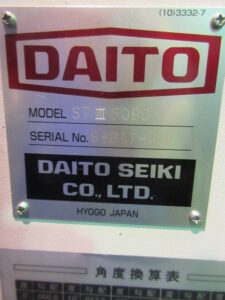 (10)3332-7
DAITO
MODEL ST III 5080
SERIAL No.
DAITO SEIKI
CO., LTD.
HYOGO JAPAN
角度換算表